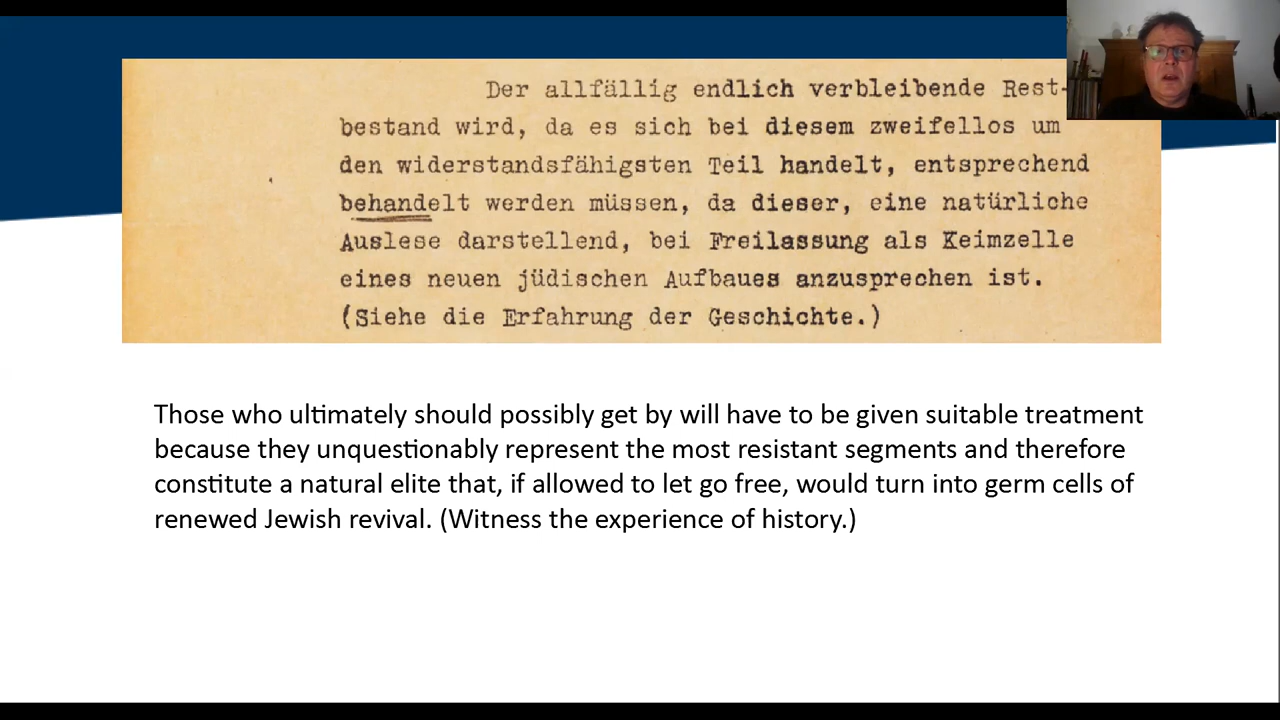 Der allfällig endlich verbleibende Rest-
bestand wird, da es sich bei diesem zweifellos um
den widerstandsfähigsten Teil handelt, entsprechend
behandelt werden müssen, da dieser, eine natürliche
Auslese darstellend, bei Freilassung als Keimzelle
eines neuen jüdischen Aufbaues anzusprechen ist.
(Siehe die Erfahrung der Geschichte.)
Those who ultimately should possibly get by will have to be given suitable treatment
because they unquestionably represent the most resistant segments and therefore
constitute a natural elite that, if allowed to let go free, would turn into germ cells of
renewed Jewish revival. (Witness the experience of history.)